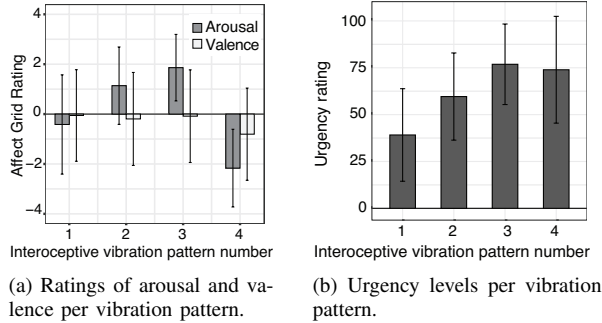 4
2
0
−2
−4
Affect Grid Rating
Arousal
Valence
1 2 3 4
Interoceptive vibration pattern number
(a) Ratings of arousal and va-
lence per vibration pattern.
100
75
50
25
0
Urgency rating
1 2 3 4
Interoceptive vibration pattern number
(b) Urgency levels per vibration
pattern.